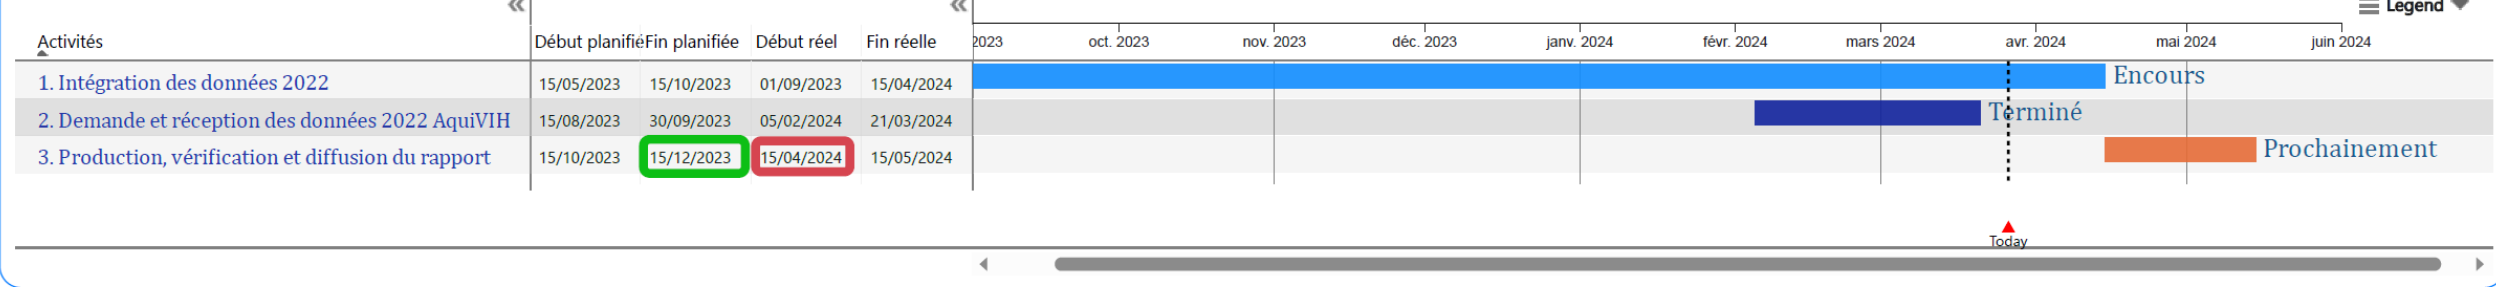 « « Legend
Activités Début planifié Fin planifiée Début réel Fin réelle 2023 oct. 2023 nov. 2023 déc. 2023 janv. 2024 févr. 2024 mars 2024 avr. 2024 mai 2024 juin 2024
1. Intégration des données 2022 15/05/2023 15/10/2023 01/09/2023 15/04/2024 Encours
2. Demande et réception des données 2022 AquiVIH 15/08/2023 30/09/2023 05/02/2024 21/03/2024 Terminé
3. Production, vérification et diffusion du rapport 15/10/2023 15/12/2023 15/04/2024 15/05/2024 Prochainement
Today